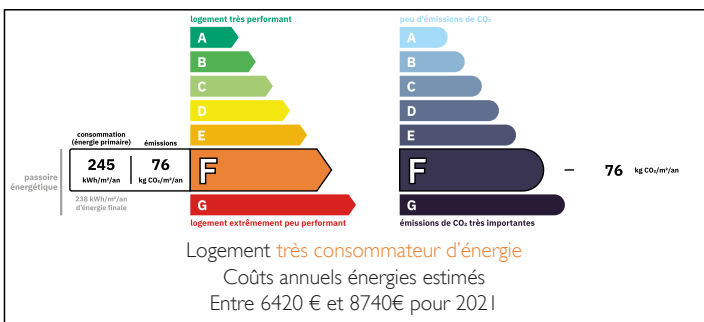 logement très performant
A
B
C
D
E
consommation
(énergie primaire)
émissions
passoire
énergétique
245
kWh/m²/an
76
kg CO₂/m²/an
F
238 kWh/m²/an
d'énergie finale
G
logement extrêmement peu performant
peu d'émissions de CO₂
A
B
C
D
E
F
76 kg CO₂/m²/an
G
émissions de CO₂ très importantes
Logement très consommateur d'énergie
Coûts annuels énergies estimés
Entre 6420 € et 8740€ pour 2021